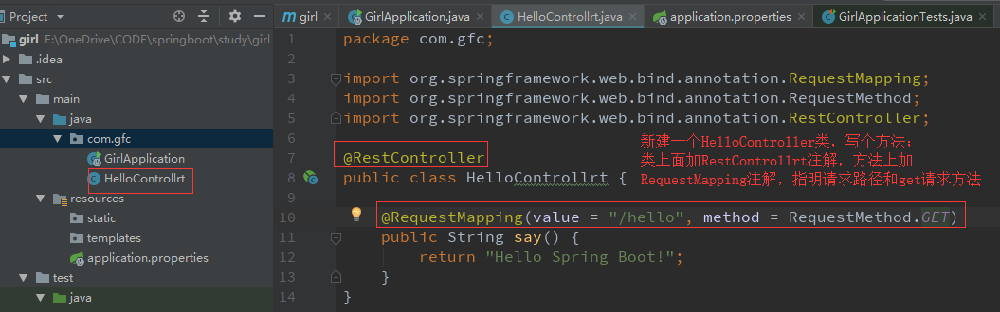 Project
girl E:\OneDrive\CODE\springboot\study\girl
.idea
src
main
java
com.gfc
GirlApplication
HelloControllrt
resources
static
templates
application.properties
test
java
m girl
GirlApplication.java
HelloControllrt.java
application.properties
GirlApplicationTests.java
1 package com.gfc;
2
3 import org.springframework.web.bind.annotation.RequestMapping;
4 import org.springframework.web.bind.annotation.RequestMethod;
5 import org.springframework.web.bind.annotation.RestController;
6
7 @RestController
8 public class HelloControllrt {
9
10 @RequestMapping(value = "/hello", method = RequestMethod.GET)
11 public String say() {
12 return "Hello Spring Boot!";
13 }
14 }
新建一个HelloController类，写个方法；
类上面加RestControllrt注解，方法上加
RequestMapping注解，指明请求路径和get请求方法